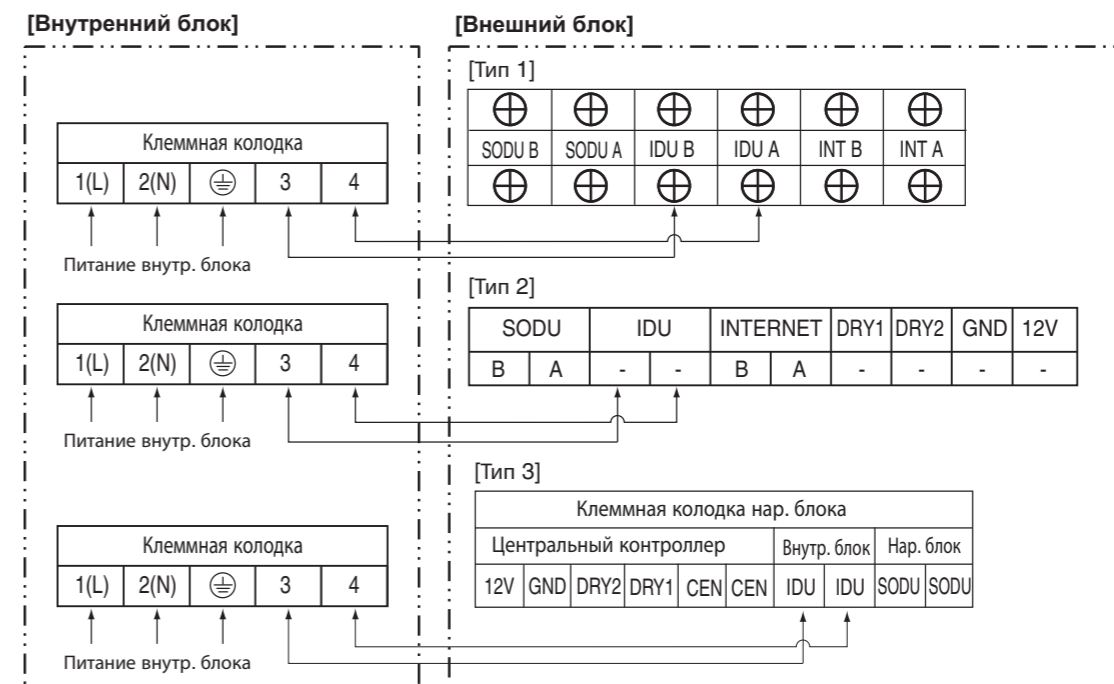 [Внутренний блок]
[Внешний блок]
[Тип 1]
SODU B SODU A IDU B IDU A INT B INT A
Клеммная колодка
1(L) 2(N) 3 4
Питание внутр. блока
[Тип 2]
SODU IDU INTERNET DRY1 DRY2 GND 12V
B A - - B A - - - -
Клеммная колодка
1(L) 2(N) 3 4
Питание внутр. блока
[Тип 3]
Клеммная колодка нар. блока
Центральный контроллер Внутр. блок Нар. блок
12V GND DRY2 DRY1 CEN CEN IDU IDU SODU SODU
Клеммная колодка
1(L) 2(N) 3 4
Питание внутр. блока